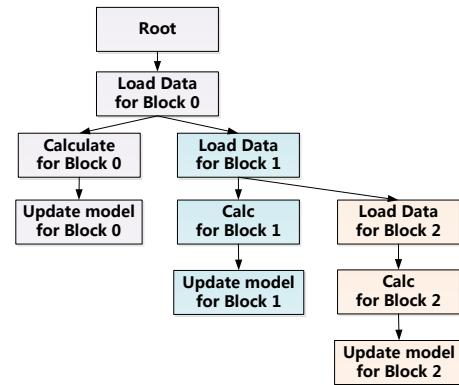 Root
Load Data
for Block 0
Calculate
for Block 0
Load Data
for Block 1
Update model
for Block 0
Calc
for Block 1
Load Data
for Block 2
Update model
for Block 1
Calc
for Block 2
Update model
for Block 2